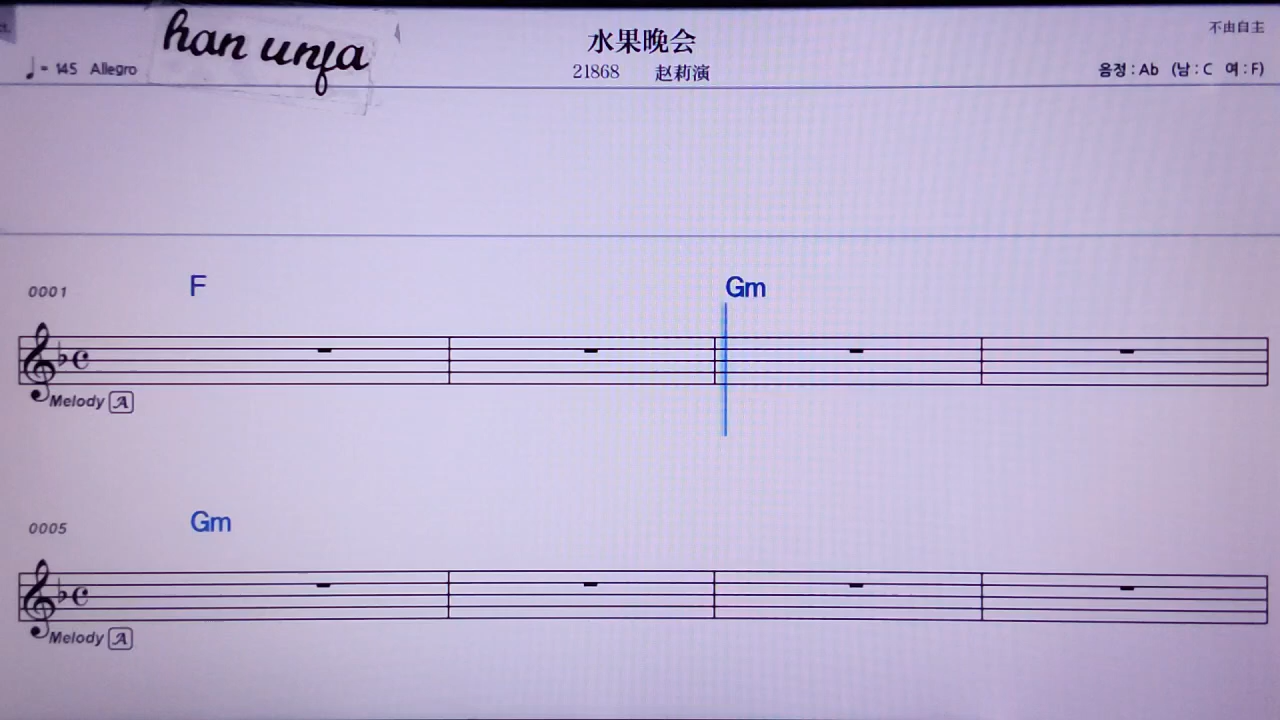 han unfa
水果晚会
不由自主
♩ = 145 Allegro
21868 赵莉演
음정 : Ab (남 : C 여 : F)
0001 F Gm
Melody A
0005 Gm
Melody A